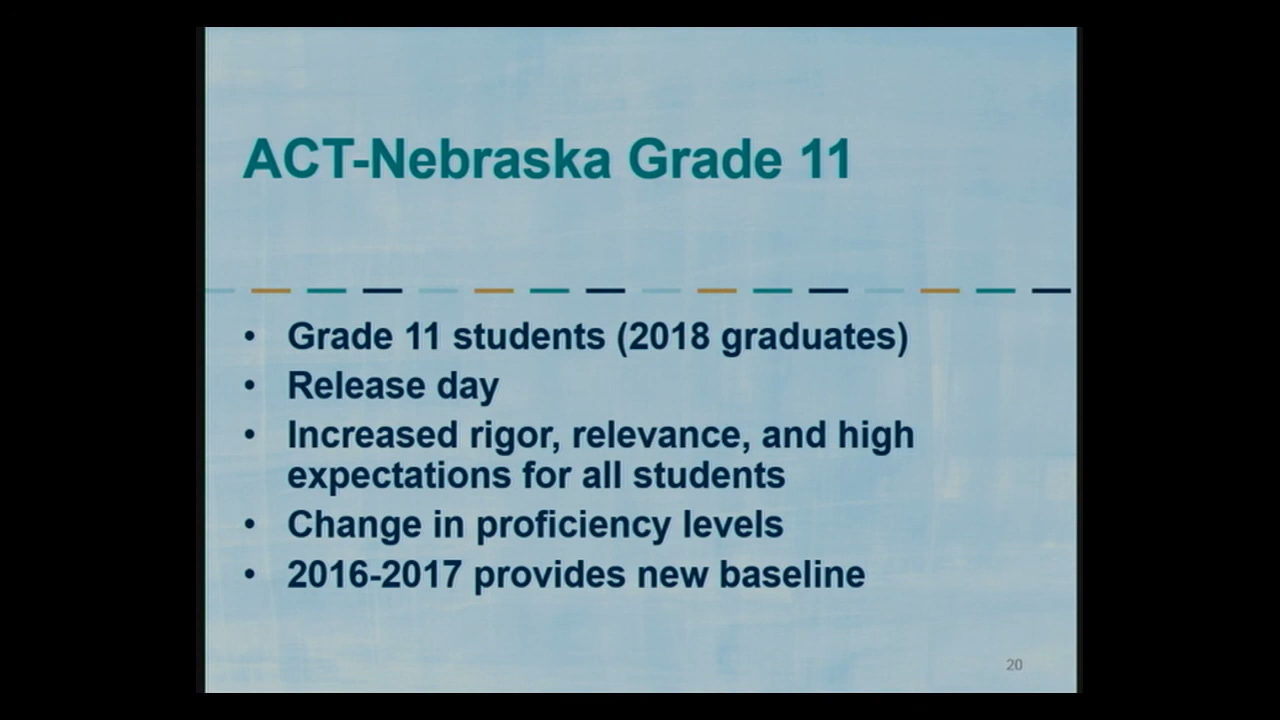 ACT-Nebraska Grade 11
• Grade 11 students (2018 graduates)
• Release day
• Increased rigor, relevance, and high
expectations for all students
• Change in proficiency levels
• 2016-2017 provides new baseline
20